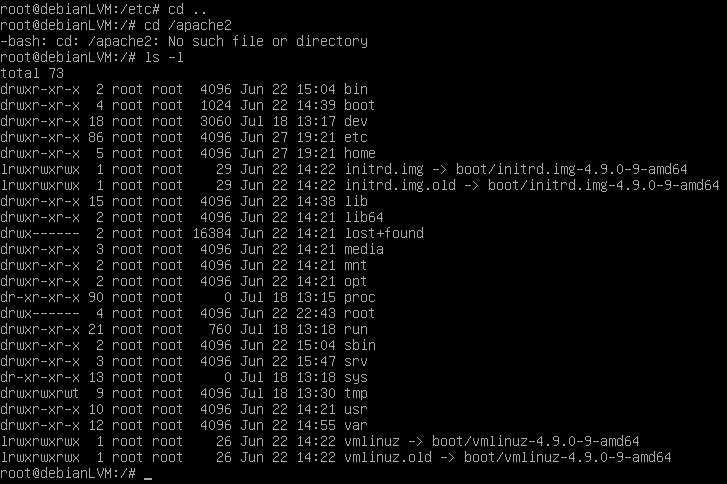 root@debianLVM:/etc# cd ..
root@debianLVM:/# cd /apache2
-bash: cd: /apache2: No such file or directory
root@debianLVM:/# ls -l
total 73
drwxr-xr-x  2 root root  4096 Jun 22 15:04 bin
drwxr-xr-x  4 root root  1024 Jun 22 14:39 boot
drwxr-xr-x 18 root root  3060 Jul 18 13:17 dev
drwxr-xr-x 86 root root  4096 Jun 27 19:21 etc
drwxr-xr-x  5 root root  4096 Jun 27 19:21 home
lrwxrwxrwx  1 root root    29 Jun 22 14:22 initrd.img -> boot/initrd.img-4.9.0-9-amd64
lrwxrwxrwx  1 root root    29 Jun 22 14:22 initrd.img.old -> boot/initrd.img-4.9.0-9-amd64
drwxr-xr-x 15 root root  4096 Jun 22 14:38 lib
drwxr-xr-x  2 root root  4096 Jun 22 14:21 lib64
drwx------  2 root root 16384 Jun 22 14:21 lost+found
drwxr-xr-x  3 root root  4096 Jun 22 14:21 media
drwxr-xr-x  2 root root  4096 Jun 22 14:21 mnt
drwxr-xr-x  2 root root  4096 Jun 22 14:21 opt
dr-xr-xr-x 90 root root     0 Jul 18 13:15 proc
drwx------  4 root root  4096 Jun 22 22:43 root
drwxr-xr-x 21 root root   760 Jul 18 13:18 run
drwxr-xr-x  2 root root  4096 Jun 22 15:04 sbin
drwxr-xr-x  3 root root  4096 Jun 22 15:47 srv
dr-xr-xr-x 13 root root     0 Jul 18 13:18 sys
drwxrwxrwt  9 root root  4096 Jul 18 13:30 tmp
drwxr-xr-x 10 root root  4096 Jun 22 14:21 usr
drwxr-xr-x 12 root root  4096 Jun 22 14:55 var
lrwxrwxrwx  1 root root    26 Jun 22 14:22 vmlinuz -> boot/vmlinuz-4.9.0-9-amd64
lrwxrwxrwx  1 root root    26 Jun 22 14:22 vmlinuz.old -> boot/vmlinuz-4.9.0-9-amd64
root@debianLVM:/# _